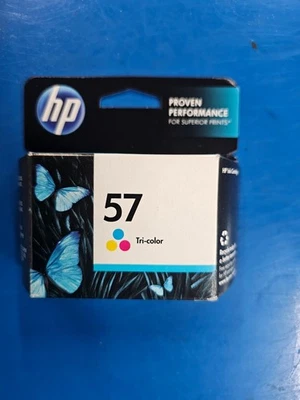 hp
PROVEN
PERFORMANCE
FOR SUPERIOR PRINTS
57
Tri-color